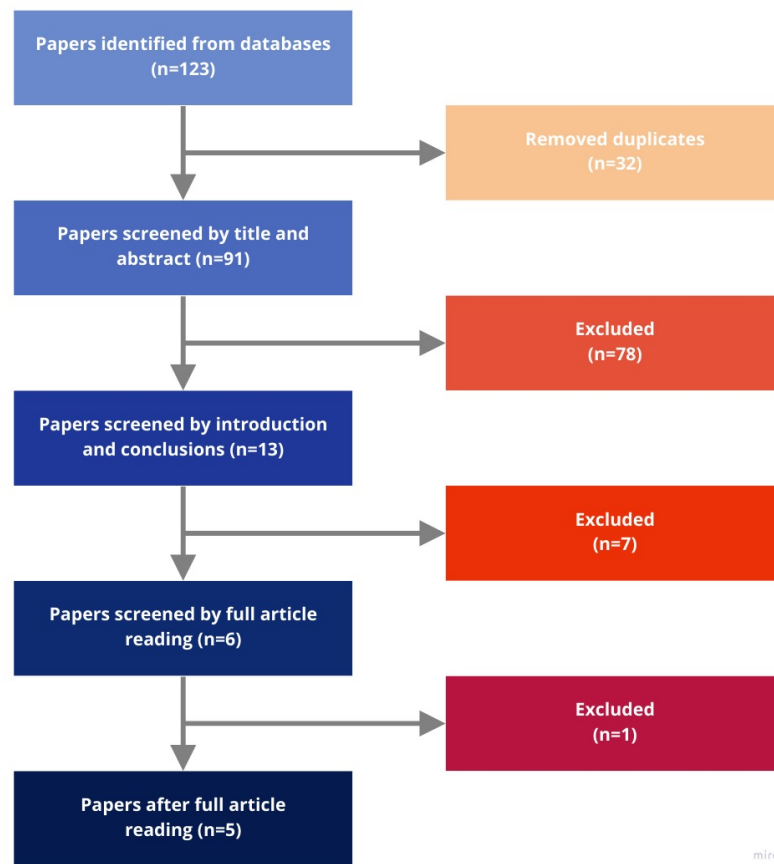 Papers identified from databases
(n=123)
Removed duplicates
(n=32)
Papers screened by title and
abstract (n=91)
Excluded
(n=78)
Papers screened by introduction
and conclusions (n=13)
Excluded
(n=7)
Papers screened by full article
reading (n=6)
Excluded
(n=1)
Papers after full article
reading (n=5)